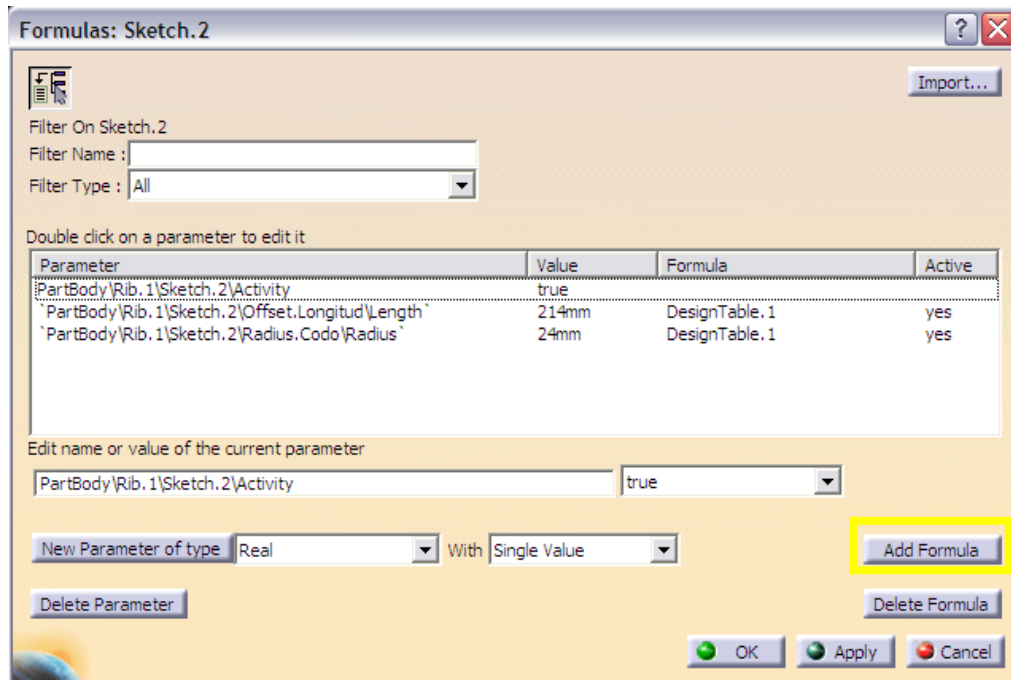 Formulas: Sketch.2
?
Import...
Filter On Sketch.2
Filter Name :
Filter Type : All
Double click on a parameter to edit it
Parameter Value Formula Active
PartBody\Rib.1\Sketch.2\Activity true
`PartBody\Rib.1\Sketch.2\Offset.Longitud\Length` 214mm DesignTable.1 yes
`PartBody\Rib.1\Sketch.2\Radius.Codo\Radius` 24mm DesignTable.1 yes
Edit name or value of the current parameter
PartBody\Rib.1\Sketch.2\Activity true
New Parameter of type Real With Single Value Add Formula
Delete Parameter Delete Formula
OK Apply Cancel